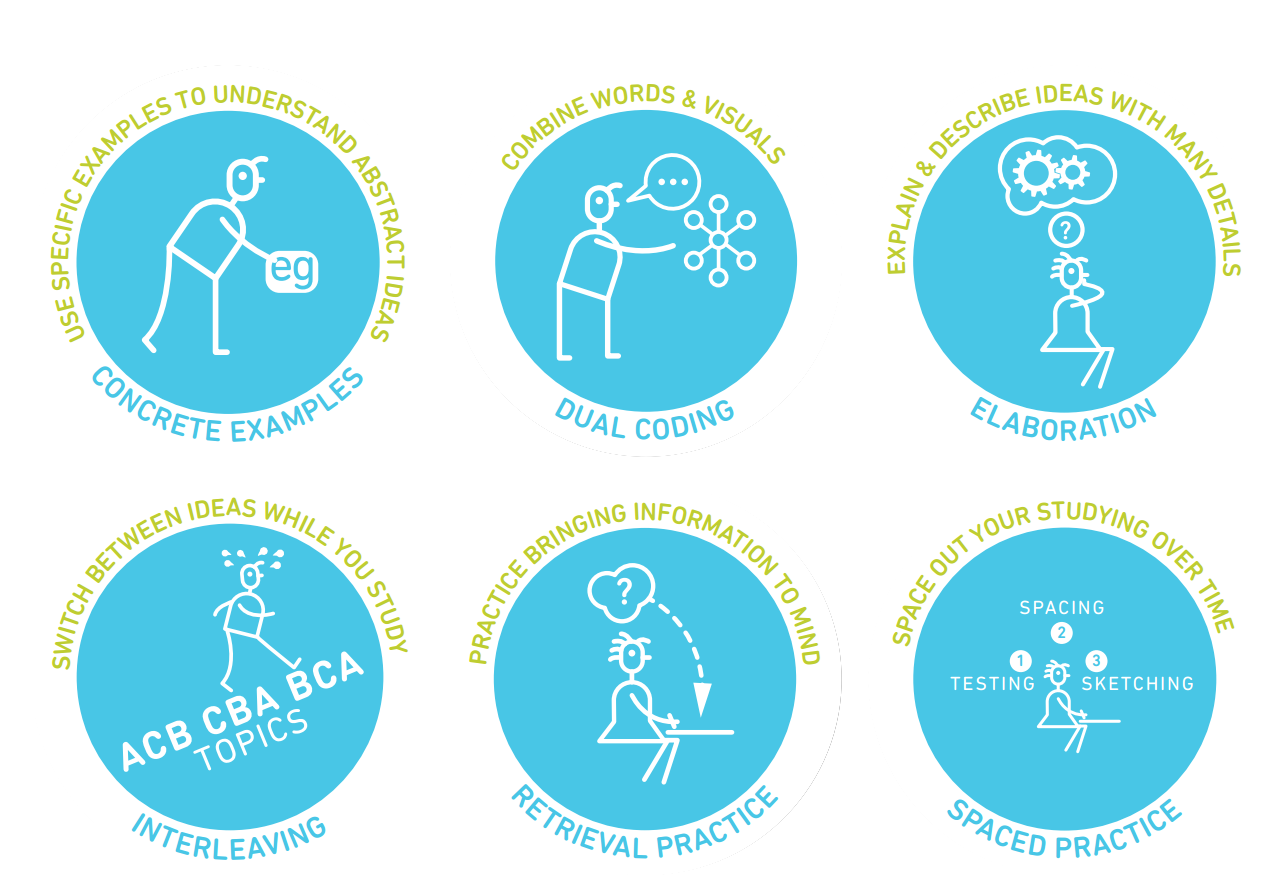 USE SPECIFIC EXAMPLES TO UNDERSTAND ABSTRACT IDEAS
eg
CONCRETE EXAMPLES
COMBINE WORDS & VISUALS
DUAL CODING
EXPLAIN & DESCRIBE IDEAS WITH MANY DETAILS
?
ELABORATION
SWITCH BETWEEN IDEAS WHILE YOU STUDY
ACB CBA BCA
TOPICS
INTERLEAVING
PRACTICE BRINGING INFORMATION TO MIND
?
RETRIEVAL PRACTICE
SPACE OUT YOUR STUDYING OVER TIME
SPACING
2
1 3
TESTING SKETCHING
SPACED PRACTICE